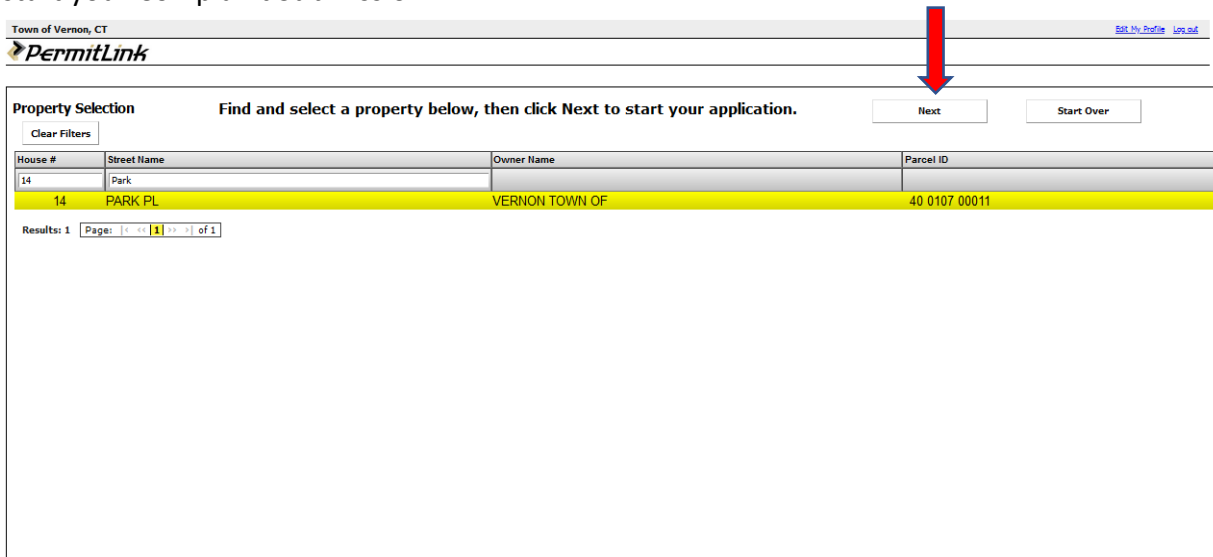 Town of Vernon, CT Edit My Profile Log out
PermitLink
Property Selection Find and select a property below, then click Next to start your application. Next Start Over
Clear Filters
House # Street Name Owner Name Parcel ID
14 Park
14 PARK PL VERNON TOWN OF 40 0107 00011
Results: 1 Page: |< << 1 >> >| of 1